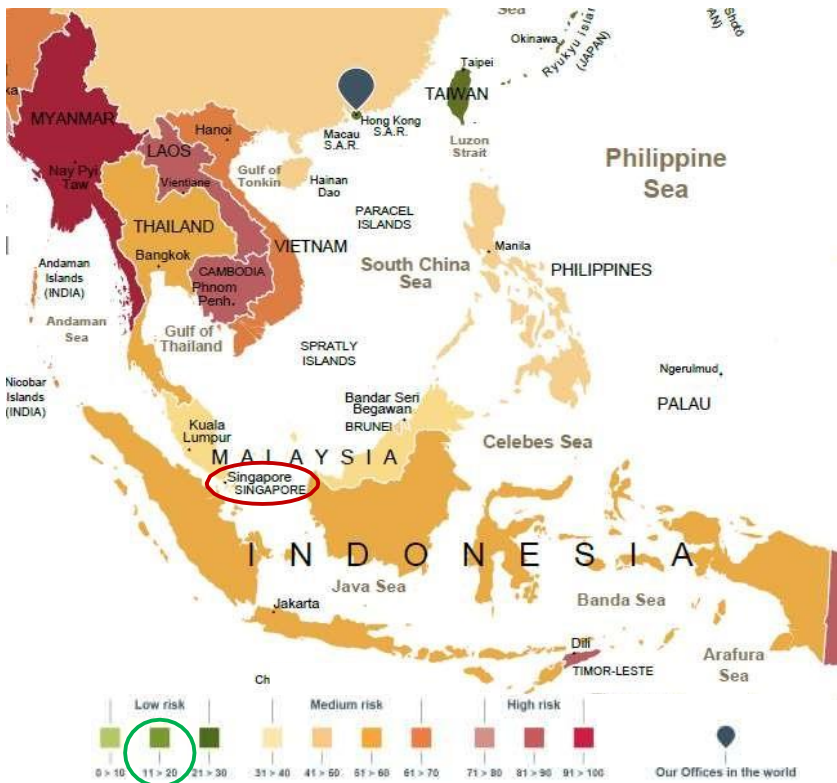 Sea
Okinawa
Ryukyu islan
(JAPAN)
Shotō
AN)
Taipei
TAIWAN
MYANMAR
Hanoi
Hong Kong
S.A.R.
Macau
S.A.R.
LAOS
Luzon
Strait
Nay Pyi
Taw
Vientiane
Gulf of
Tonkin
Hainan
Dao
Philippine
Sea
PARACEL
ISLANDS
THAILAND
VIETNAM
Manila
Bangkok
Andaman
Islands
(INDIA)
CAMBODIA
Phnom
Penh
South China
Sea
PHILIPPINES
Andaman
Sea
Gulf of
Thailand
SPRATLY
ISLANDS
Ngerulmud
PALAU
Nicobar
Islands
(INDIA)
Bandar Seri
Begawan
BRUNEI
Kuala
Lumpur
MALAYSIA
Celebes Sea
Singapore
SINGAPORE
INDONESIA
Java Sea
Jakarta
Banda Sea
Dili
TIMOR-LESTE
Arafura
Sea
Ch
Low risk Medium risk High risk
0 > 10 11 > 20 21 > 30 31 > 40 41 > 50 51 > 60 61 > 70 71 > 80 81 > 90 91 > 100 Our Offices in the world